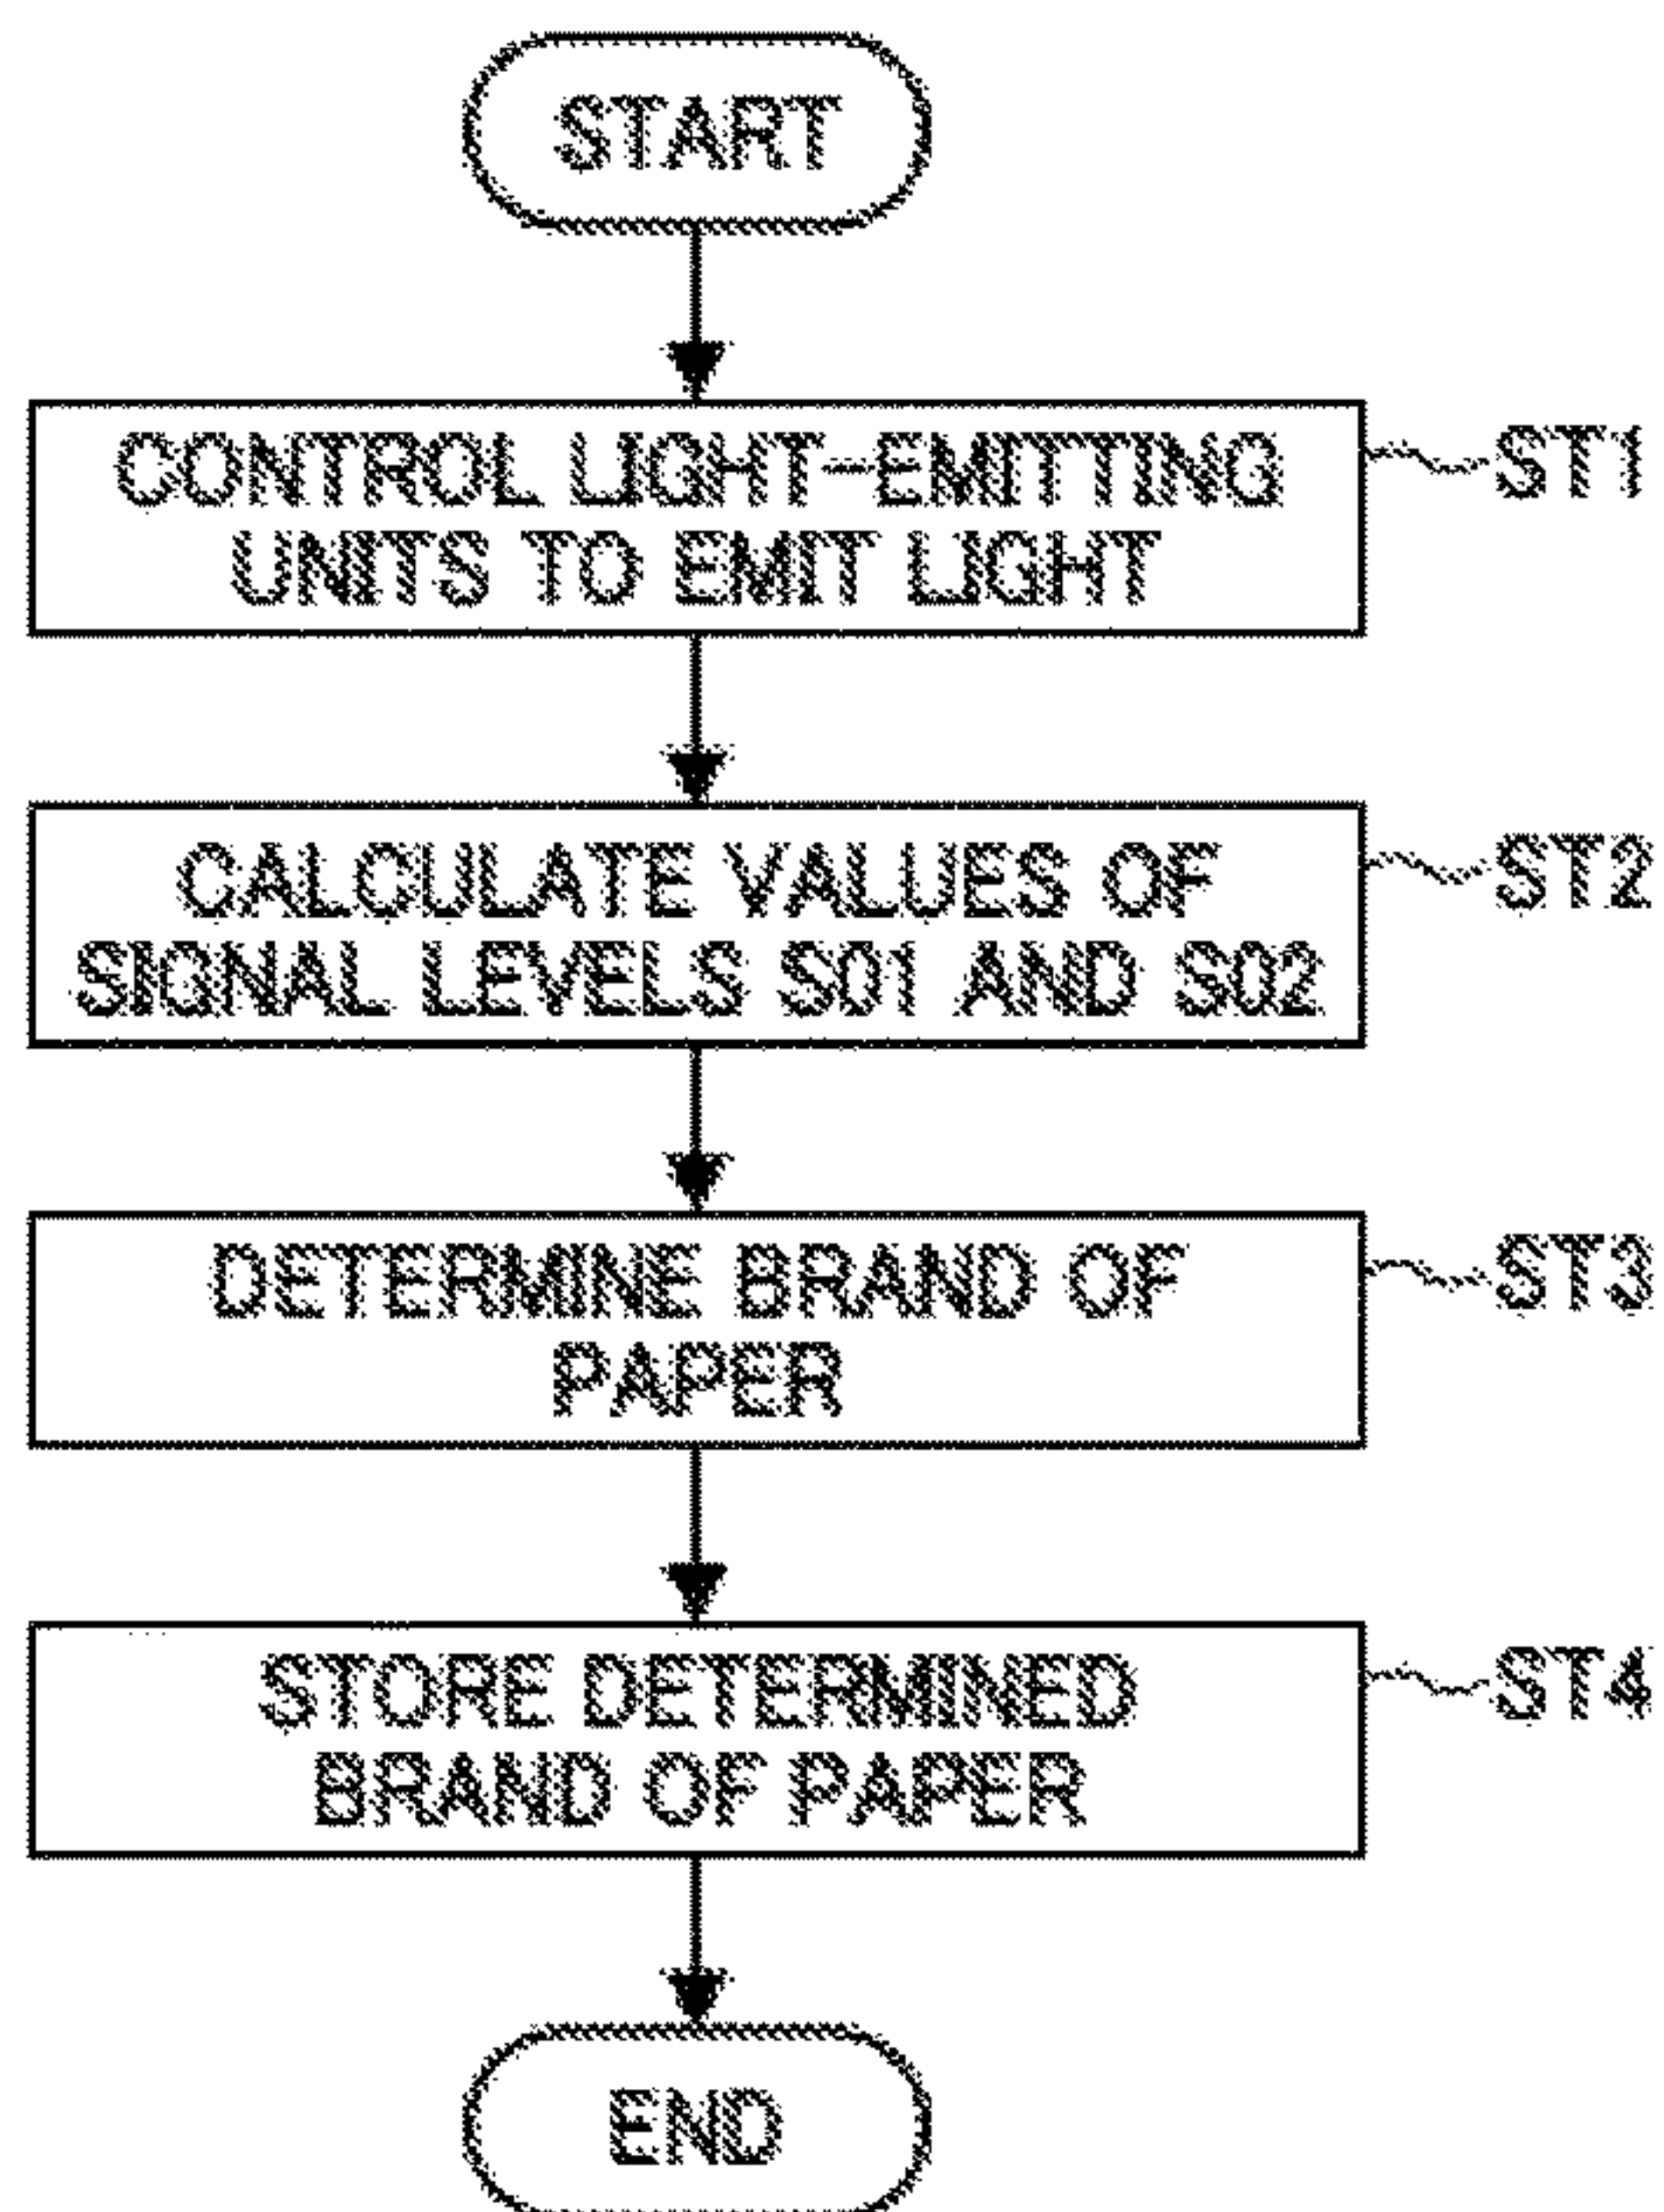 START
CONTROL LIGHT-EMITTING
UNITS TO EMIT LIGHT
ST1
CALCULATE VALUES OF
SIGNAL LEVELS S01 AND S02
ST2
DETERMINE BRAND OF
PAPER
ST3
STORE DETERMINED
BRAND OF PAPER
ST4
END